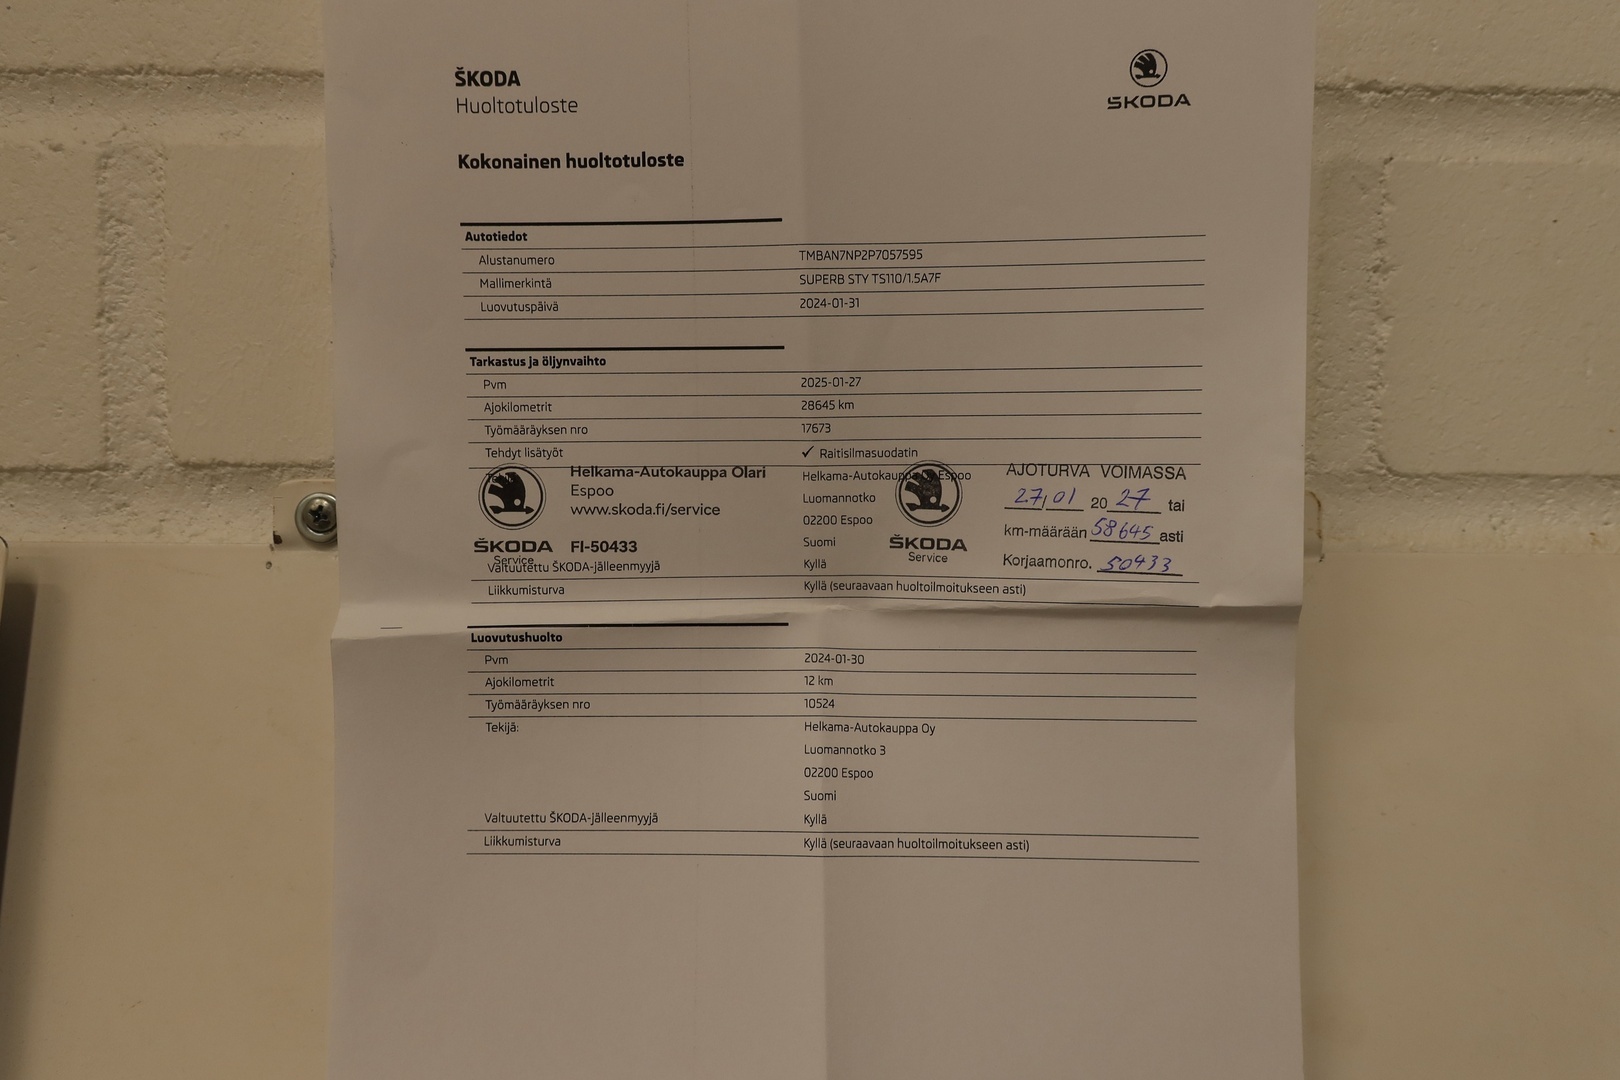 ŠKODA
Huoltotuloste
ŠKODA
Kokonainen huoltotuloste
Autotiedot
Alustanumero TMBAN7NP2P7057595
Mallimerkintä SUPERB STY TS110/1.5A7F
Luovutuspäivä 2024-01-31
Tarkastus ja öljynvaihto
Pvm 2025-01-27
Ajokilometrit 28645 km
Työmääräyksen nro 17673
Tehdyt lisätyöt ✓ Raitisilmasuodatin
Helkama-Autokauppa Oy Espoo
Luomannotko
02200 Espoo
Suomi
Valtuutettu ŠKODA-jälleenmyyjä Kyllä
Liikkumisturva Kyllä (seuraavaan huoltoilmoitukseen asti)
Helkama-Autokauppa Olari
Espoo
www.skoda.fi/service
ŠKODA FI-50433
Service
ŠKODA
Service
AJOTURVA VOIMASSA
27/01 2027 tai
km-määrään 58645 asti
Korjaamonro. 50433
Luovutushuolto
Pvm 2024-01-30
Ajokilometrit 12 km
Työmääräyksen nro 10524
Tekijä: Helkama-Autokauppa Oy
Luomannotko 3
02200 Espoo
Suomi
Valtuutettu ŠKODA-jälleenmyyjä Kyllä
Liikkumisturva Kyllä (seuraavaan huoltoilmoitukseen asti)